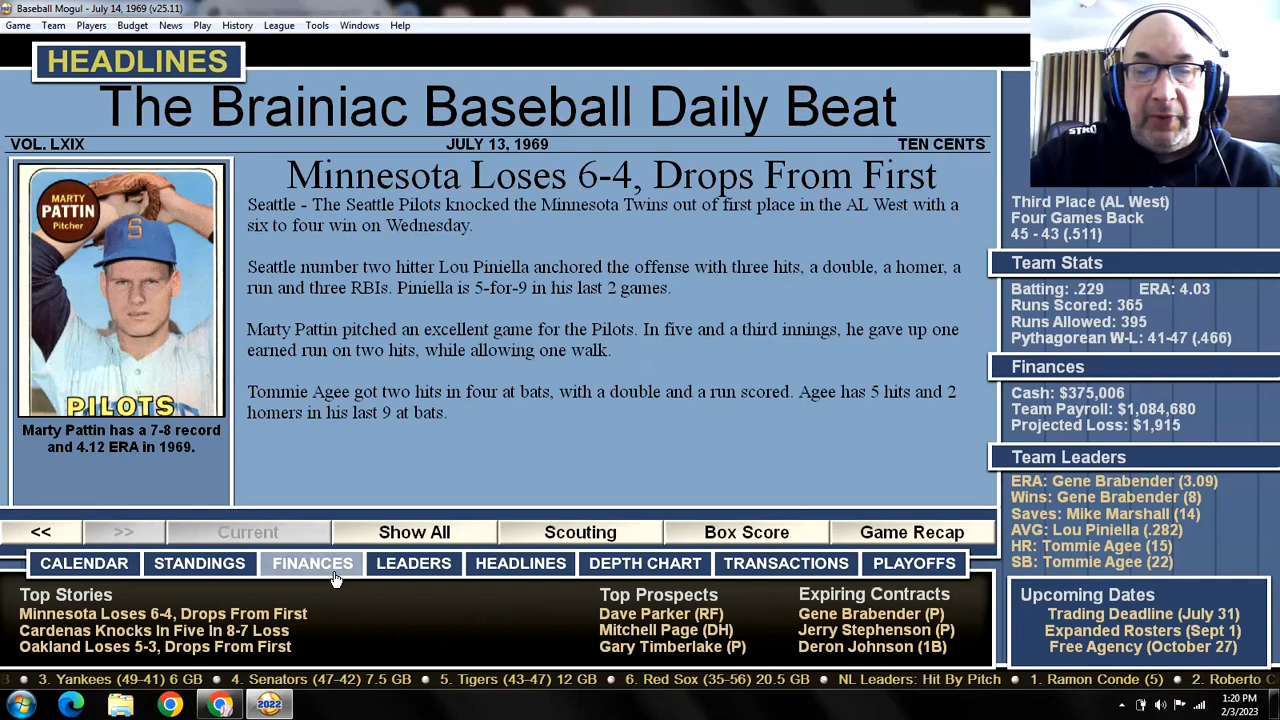 Baseball Mogul - July 14, 1969 (v25.11)
Game Team Players Budget News Play History League Tools Windows Help
HEADLINES
The Brainiac Baseball Daily Beat
VOL. LXIX JULY 13, 1969 TEN CENTS
MARTY
PATTIN
Pitcher
S
PILOTS
Marty Pattin has a 7-8 record
and 4.12 ERA in 1969.
Minnesota Loses 6-4, Drops From First
Seattle - The Seattle Pilots knocked the Minnesota Twins out of first place in the AL West with a
six to four win on Wednesday.
Seattle number two hitter Lou Piniella anchored the offense with three hits, a double, a homer, a
run and three RBIs. Piniella is 5-for-9 in his last 2 games.
Marty Pattin pitched an excellent game for the Pilots. In five and a third innings, he gave up one
earned run on two hits, while allowing one walk.
Tommie Agee got two hits in four at bats, with a double and a run scored. Agee has 5 hits and 2
homers in his last 9 at bats.
Third Place (AL West)
Four Games Back
45 - 43 (.511)
Team Stats
Batting: .229 ERA: 4.03
Runs Scored: 365
Runs Allowed: 395
Pythagorean W-L: 41-47 (.466)
Finances
Cash: $375,006
Team Payroll: $1,084,680
Projected Loss: $1,915
Team Leaders
ERA: Gene Brabender (3.09)
Wins: Gene Brabender (8)
Saves: Mike Marshall (14)
AVG: Lou Piniella (.282)
HR: Tommie Agee (15)
SB: Tommie Agee (22)
<< >> Current Show All Scouting Box Score Game Recap
CALENDAR STANDINGS FINANCES LEADERS HEADLINES DEPTH CHART TRANSACTIONS PLAYOFFS
Top Stories
Minnesota Loses 6-4, Drops From First
Cardenas Knocks In Five In 8-7 Loss
Oakland Loses 5-3, Drops From First
Top Prospects
Dave Parker (RF)
Mitchell Page (DH)
Gary Timberlake (P)
Expiring Contracts
Gene Brabender (P)
Jerry Stephenson (P)
Deron Johnson (1B)
Upcoming Dates
Trading Deadline (July 31)
Expanded Rosters (Sept 1)
Free Agency (October 27)
B • 3. Yankees (49-41) 6 GB • 4. Senators (47-42) 7.5 GB • 5. Tigers (43-47) 12 GB • 6. Red Sox (35-56) 20.5 GB • NL Leaders: Hit By Pitch • 1. Ramon Conde (5) • 2. Roberto C
2022
1:20 PM
2/3/2023